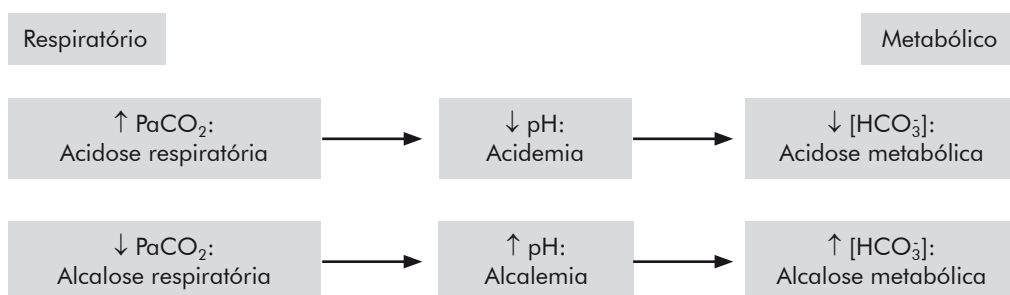 Respiratório
Metabólico
↑ PaCO₂:
Acidose respiratória
↓ pH:
Acidemia
↓ [HCO₃⁻]:
Acidose metabólica
↓ PaCO₂:
Alcalose respiratória
↑ pH:
Alcalemia
↑ [HCO₃⁻]:
Alcalose metabólica